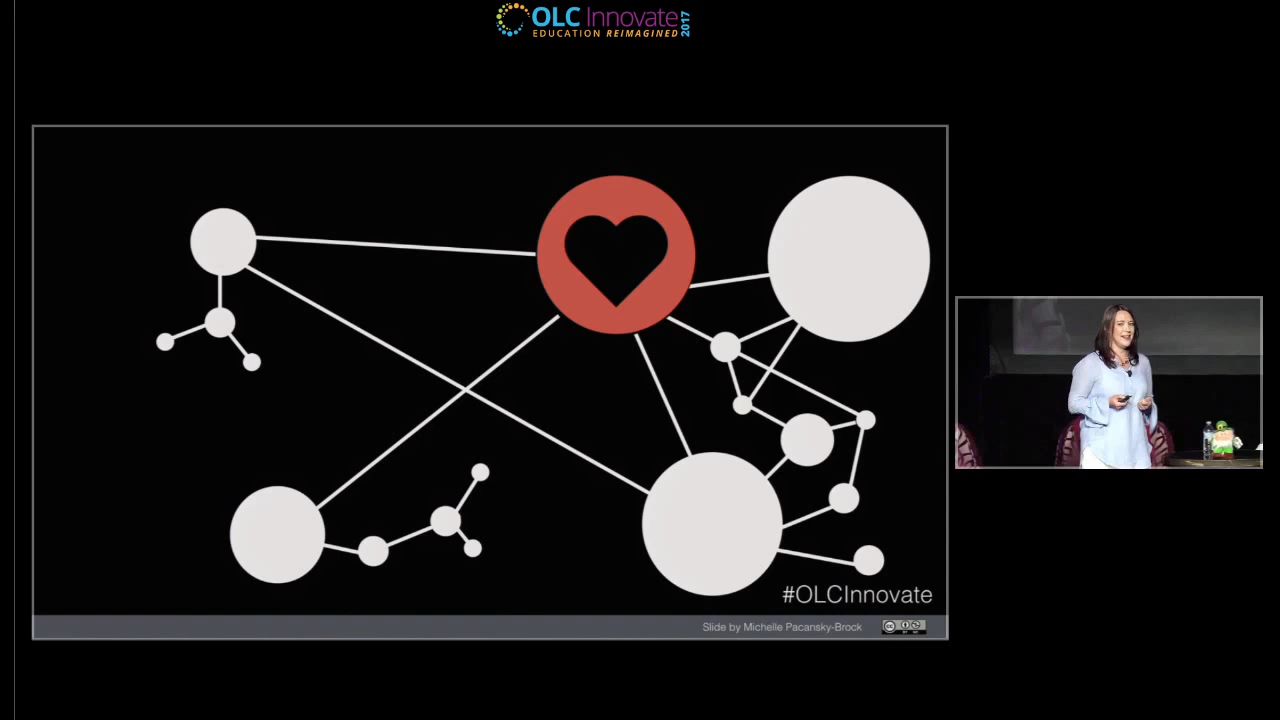 OLC Innovate 2017
EDUCATION REIMAGINED
#OLCInnovate
Slide by Michelle Pacansky-Brock